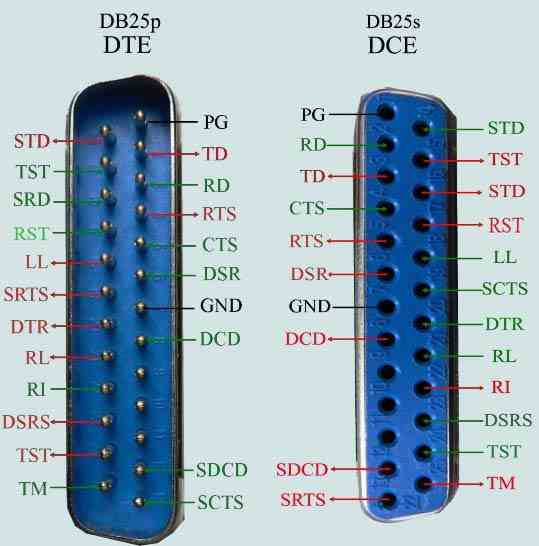 DB25p
DTE
DB25s
DCE
PG
STD
TD
TST
RD
SRD
RTS
RST
CTS
LL
DSR
SRTS
GND
DTR
DCD
RL
RI
DSRS
TST
SDCD
TM
SCTS
PG
STD
RD
TST
TD
STD
CTS
RST
RTS
LL
DSR
SCTS
GND
DTR
DCD
RL
RI
DSRS
TST
SDCD
TM
SRTS